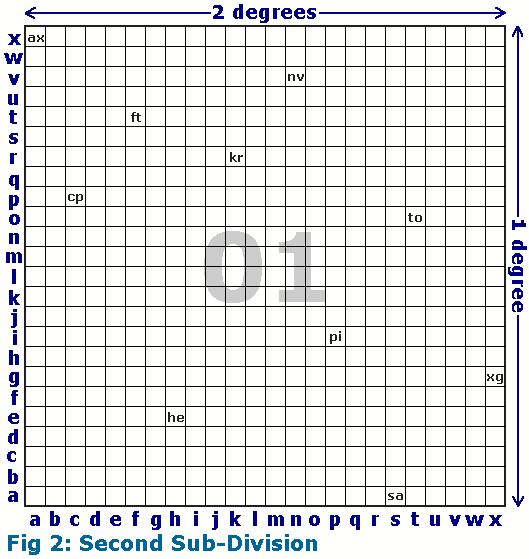 2 degrees
x ax
w
v nv
u
t ft
s
r kr
q
p cp
o to
n
m
l
k
j
i pi
h
g xg
f
e he
d
c
b
a sa
01
1 degree
a b c d e f g h i j k l m n o p q r s t u v w x
Fig 2: Second Sub-Division